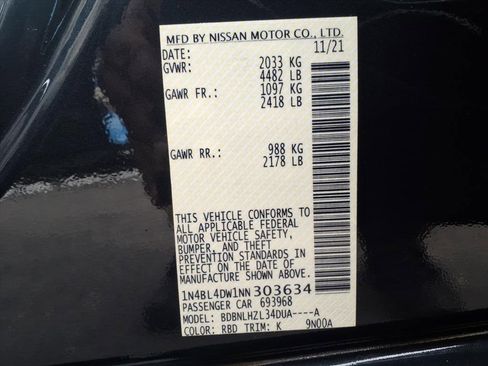 MFD BY NISSAN MOTOR CO., LTD.
DATE: 11/21
GVWR: 2033 KG
4482 LB
GAWR FR.: 1097 KG
2418 LB
GAWR RR.: 988 KG
2178 LB
THIS VEHICLE CONFORMS TO
ALL APPLICABLE FEDERAL
MOTOR VEHICLE SAFETY,
BUMPER, AND THEFT
PREVENTION STANDARDS IN
EFFECT ON THE DATE OF
MANUFACTURE SHOWN ABOVE.
1N4BL4DW1NN303634
PASSENGER CAR 693968
MODEL: BDBNLHZL34DUA----A
COLOR: RBD TRIM: K 9N00A